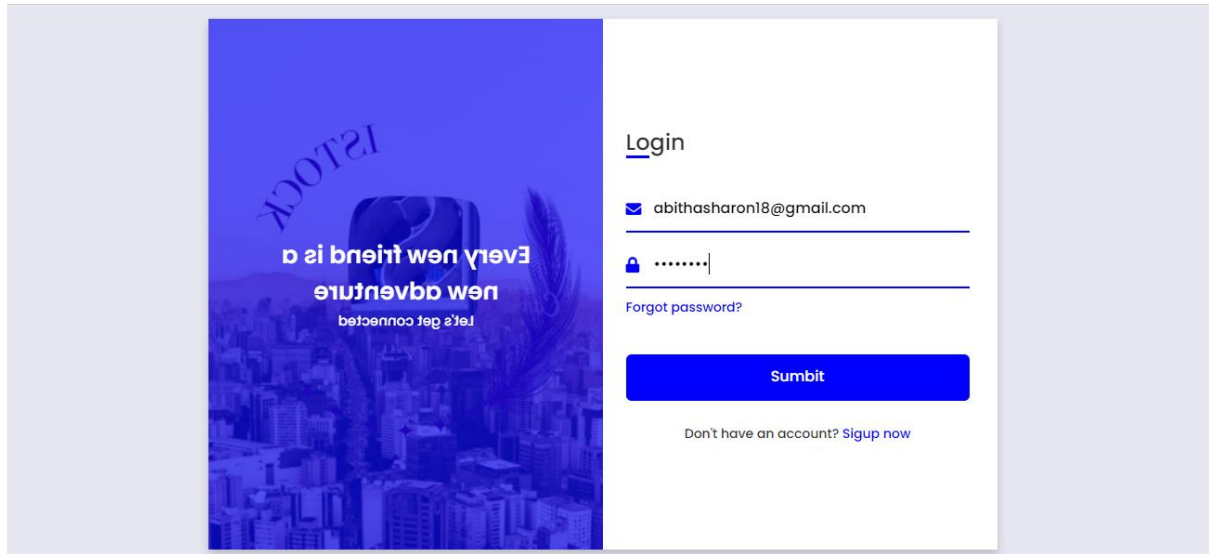 ISTOCK
Every new friend is a
new adventure
Let's get connected
Login
abithasharon18@gmail.com
••••••••
Forgot password?
Sumbit
Don't have an account? Sigup now